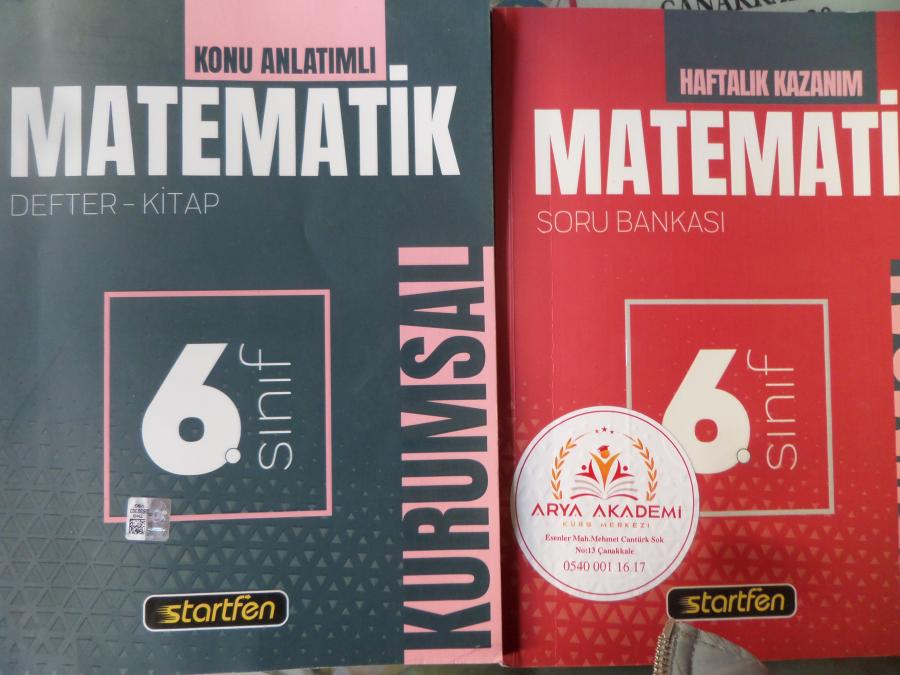 KONU ANLATIMLI
MATEMATİK
DEFTER - KİTAP
6.
sınıf
KURUMSAL
startfen
HAFTALIK KAZANIM
MATEMATİ
SORU BANKASI
6.
sınıf
ARYA AKADEMİ
KURS MERKEZİ
Esenler Mah.Mehmet Cantürk Sok
No:13 Çanakkale
0540 001 16 17
startfen